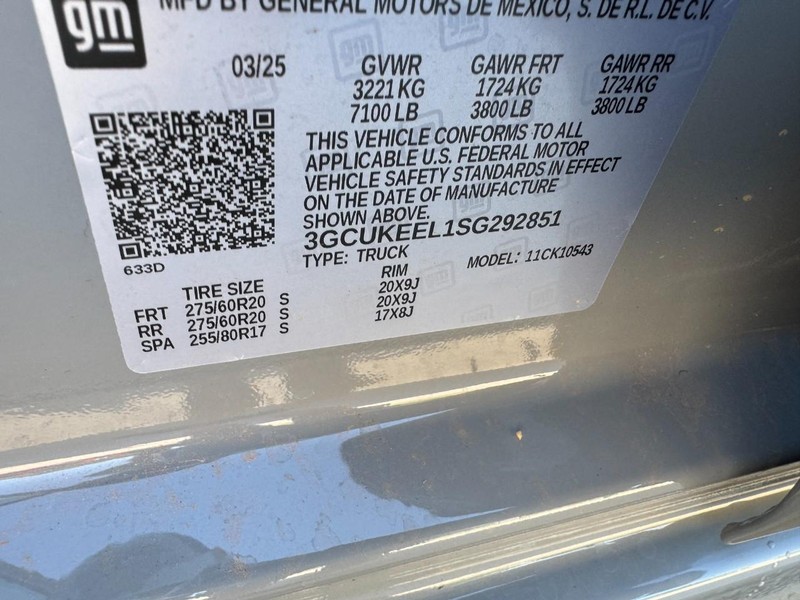 gm
MFD BY GENERAL MOTORS DE MEXICO, S. DE R.L. DE C.V.
03/25 GVWR GAWR FRT GAWR RR
3221 KG 1724 KG 1724 KG
7100 LB 3800 LB 3800 LB
THIS VEHICLE CONFORMS TO ALL
APPLICABLE U.S. FEDERAL MOTOR
VEHICLE SAFETY STANDARDS IN EFFECT
ON THE DATE OF MANUFACTURE
SHOWN ABOVE.
3GCUKEEL1SG292851
633D
TYPE: TRUCK MODEL: 11CK10543
TIRE SIZE RIM
FRT 275/60R20 S 20X9J
RR 275/60R20 S 20X9J
SPA 255/80R17 S 17X8J